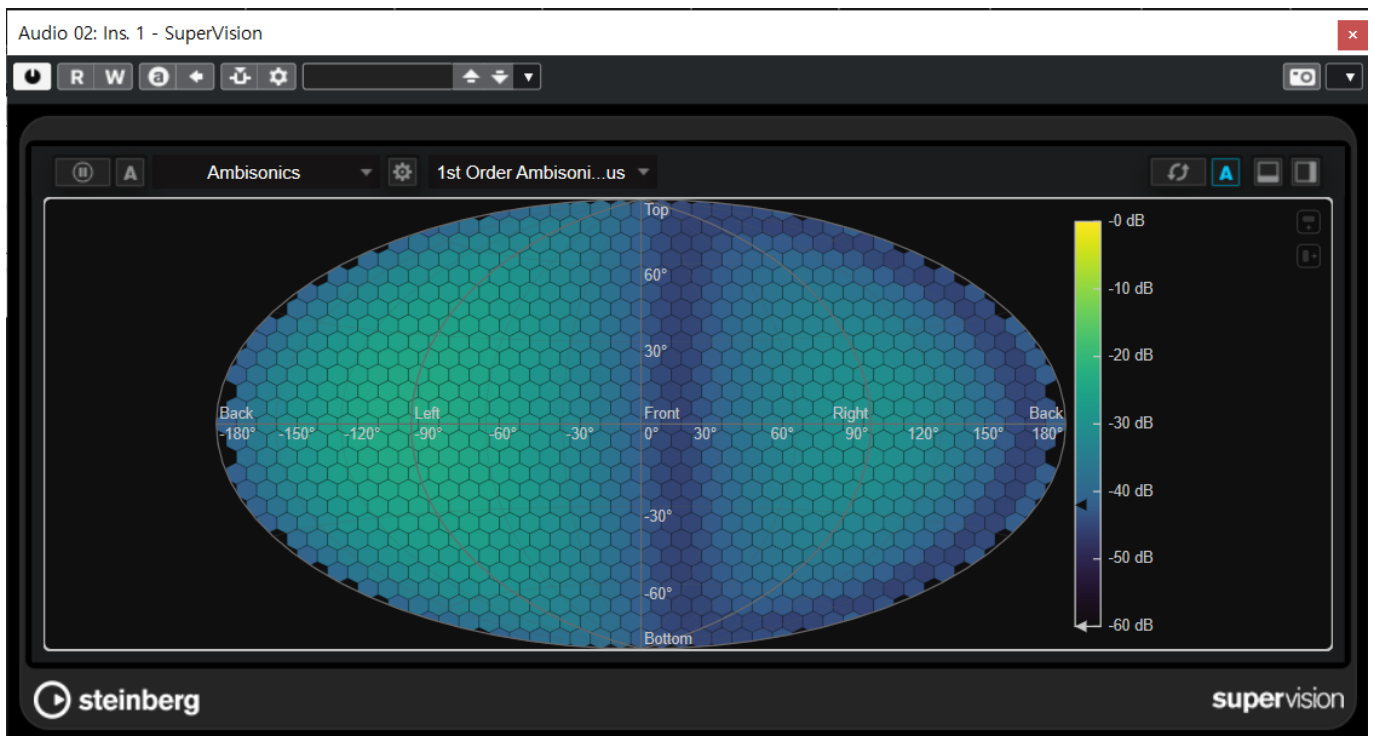 Audio 02: Ins. 1 - SuperVision
R W a
A Ambisonics 1st Order Ambisoni...us A
Top
-0 dB
60°
-10 dB
30°
-20 dB
Back Left Front Right Back
-180° -150° -120° -90° -60° -30° 0° 30° 60° 90° 120° 150° 180°
-30 dB
-40 dB
-30°
-50 dB
-60°
-60 dB
Bottom
steinberg supervision